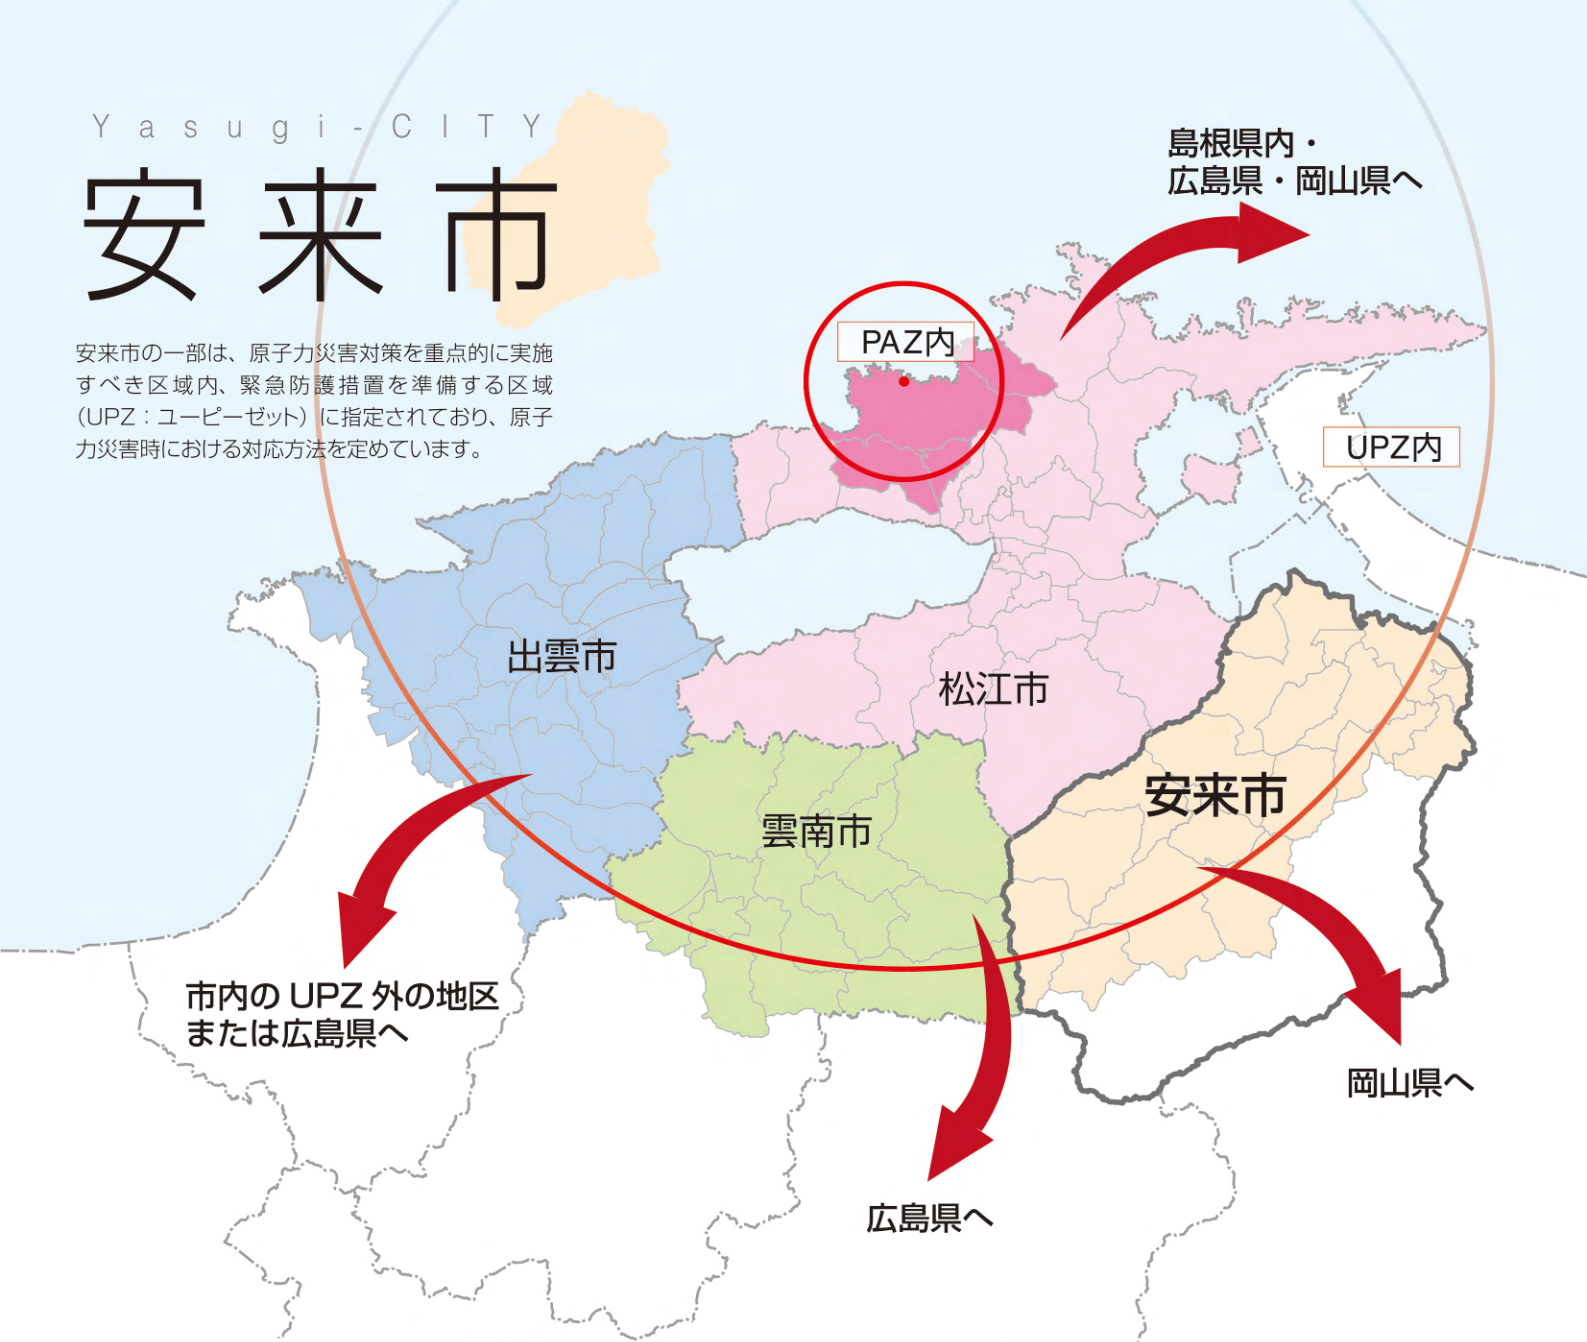 Yasugi-CITY
安来市
安来市の一部は、原子力災害対策を重点的に実施
すべき区域内、緊急防護措置を準備する区域
（UPZ：ユーピーゼット）に指定されており、原子
力災害時における対応方法を定めています。
島根県内・
広島県・岡山県へ
PAZ内
UPZ内
出雲市
松江市
安来市
雲南市
市内の UPZ 外の地区
または広島県へ
岡山県へ
広島県へ